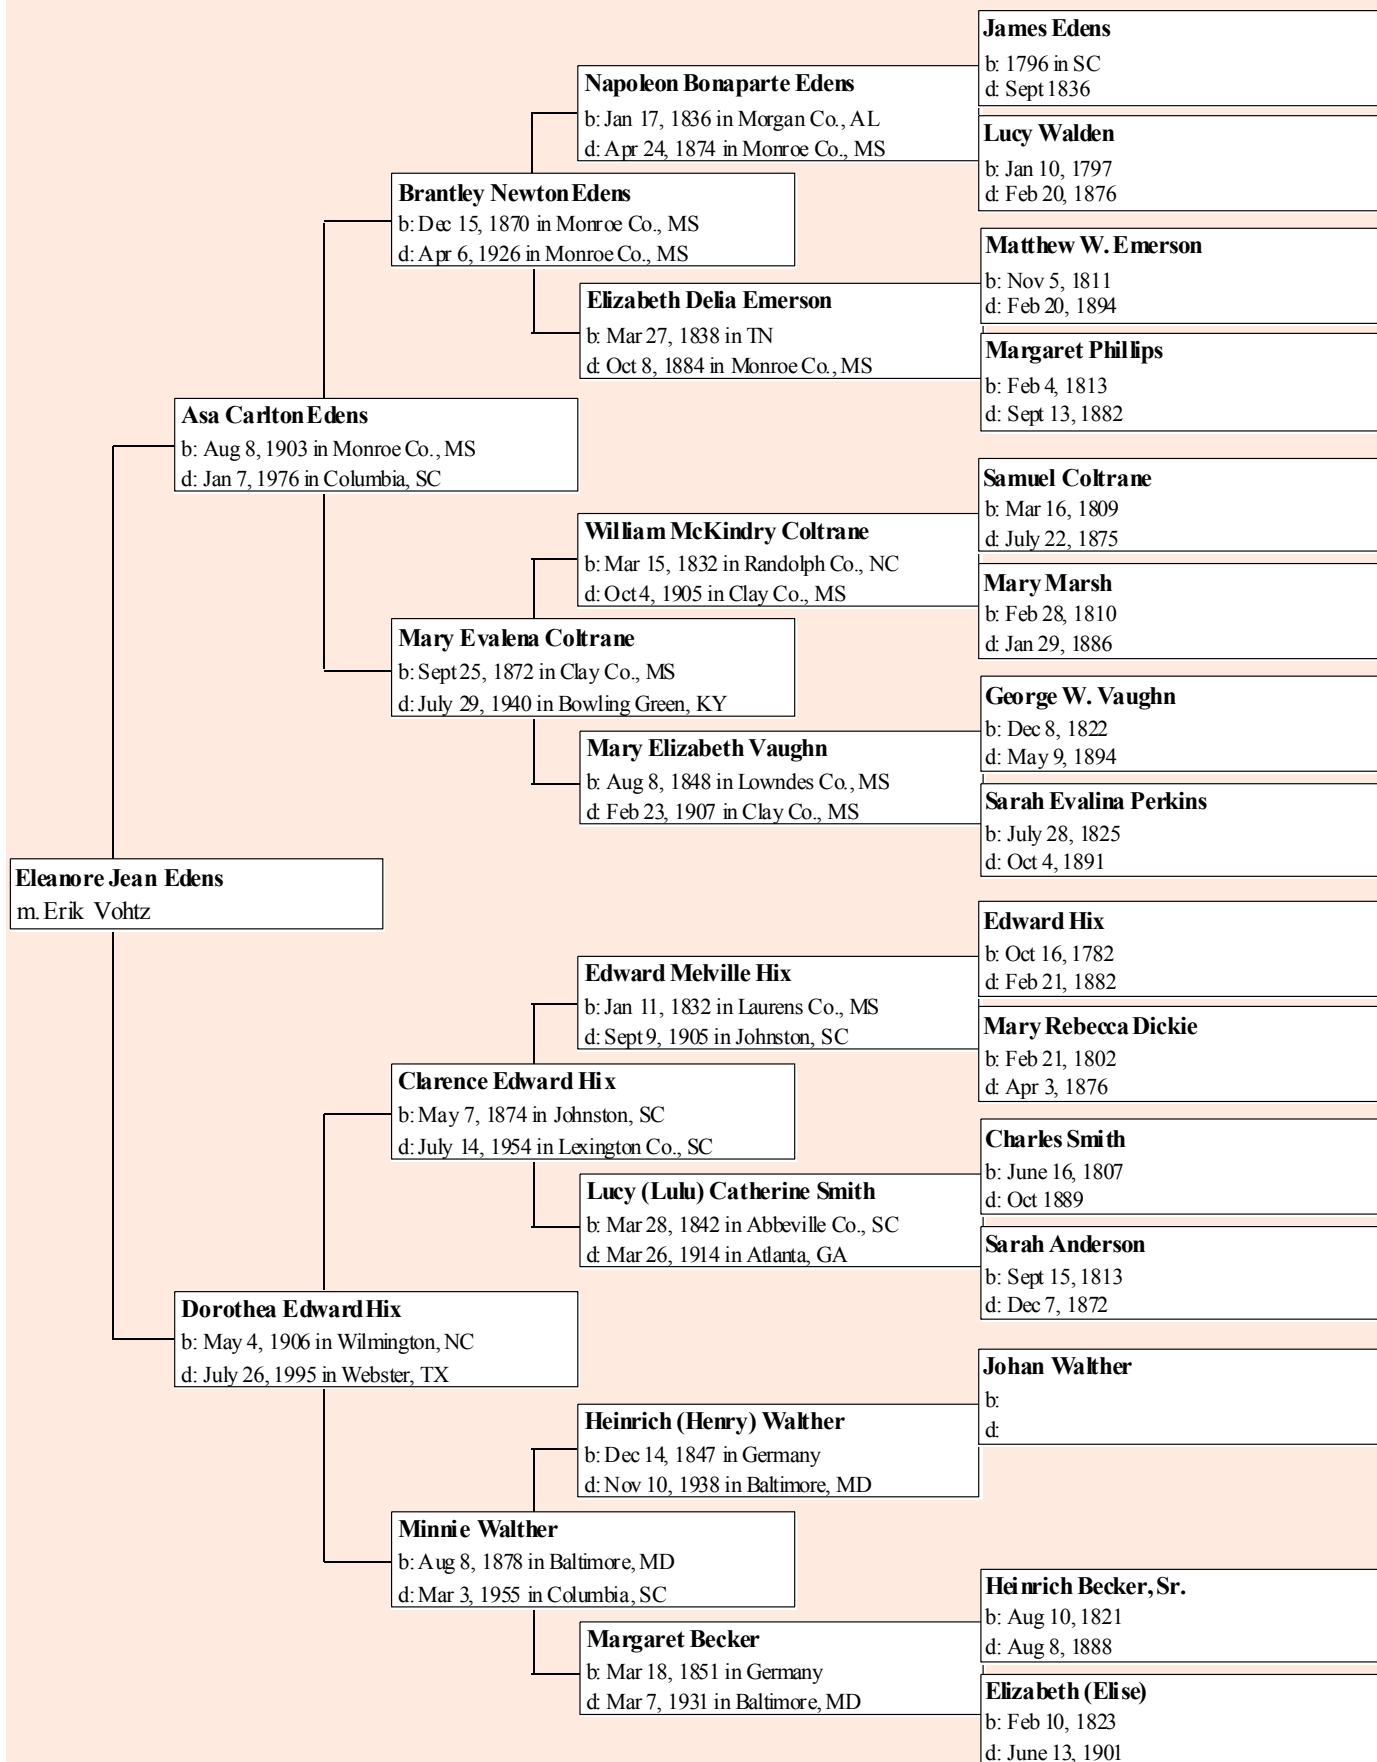 James Edens
b: 1796 in SC
d: Sept 1836
Napoleon Bonaparte Edens
b: Jan 17, 1836 in Morgan Co., AL
d: Apr 24, 1874 in Monroe Co., MS
Lucy Walden
b: Jan 10, 1797
d: Feb 20, 1876
Brantley Newton Edens
b: Dec 15, 1870 in Monroe Co., MS
d: Apr 6, 1926 in Monroe Co., MS
Matthew W. Emerson
b: Nov 5, 1811
d: Feb 20, 1894
Elizabeth Delia Emerson
b: Mar 27, 1838 in TN
d: Oct 8, 1884 in Monroe Co., MS
Margaret Phillips
b: Feb 4, 1813
d: Sept 13, 1882
Asa Carlton Edens
b: Aug 8, 1903 in Monroe Co., MS
d: Jan 7, 1976 in Columbia, SC
Samuel Coltrane
b: Mar 16, 1809
d: July 22, 1875
William McKindry Coltrane
b: Mar 15, 1832 in Randolph Co., NC
d: Oct 4, 1905 in Clay Co., MS
Mary Marsh
b: Feb 28, 1810
d: Jan 29, 1886
Mary Evalena Coltrane
b: Sept 25, 1872 in Clay Co., MS
d: July 29, 1940 in Bowling Green, KY
George W. Vaughn
b: Dec 8, 1822
d: May 9, 1894
Mary Elizabeth Vaughn
b: Aug 8, 1848 in Lowndes Co., MS
d: Feb 23, 1907 in Clay Co., MS
Sarah Evalina Perkins
b: July 28, 1825
d: Oct 4, 1891
Eleanore Jean Edens
m. Erik Vohtz
Edward Hix
b: Oct 16, 1782
d: Feb 21, 1882
Edward Melville Hix
b: Jan 11, 1832 in Laurens Co., MS
d: Sept 9, 1905 in Johnston, SC
Mary Rebecca Dickie
b: Feb 21, 1802
d: Apr 3, 1876
Clarence Edward Hix
b: May 7, 1874 in Johnston, SC
d: July 14, 1954 in Lexington Co., SC
Charles Smith
b: June 16, 1807
d: Oct 1889
Lucy (Lulu) Catherine Smith
b: Mar 28, 1842 in Abbeville Co., SC
d: Mar 26, 1914 in Atlanta, GA
Sarah Anderson
b: Sept 15, 1813
d: Dec 7, 1872
Dorothea Edward Hix
b: May 4, 1906 in Wilmington, NC
d: July 26, 1995 in Webster, TX
Johan Walther
b:
d:
Heinrich (Henry) Walther
b: Dec 14, 1847 in Germany
d: Nov 10, 1938 in Baltimore, MD
Minnie Walther
b: Aug 8, 1878 in Baltimore, MD
d: Mar 3, 1955 in Columbia, SC
Heinrich Becker, Sr.
b: Aug 10, 1821
d: Aug 8, 1888
Margaret Becker
b: Mar 18, 1851 in Germany
d: Mar 7, 1931 in Baltimore, MD
Elizabeth (Elise)
b: Feb 10, 1823
d: June 13, 1901